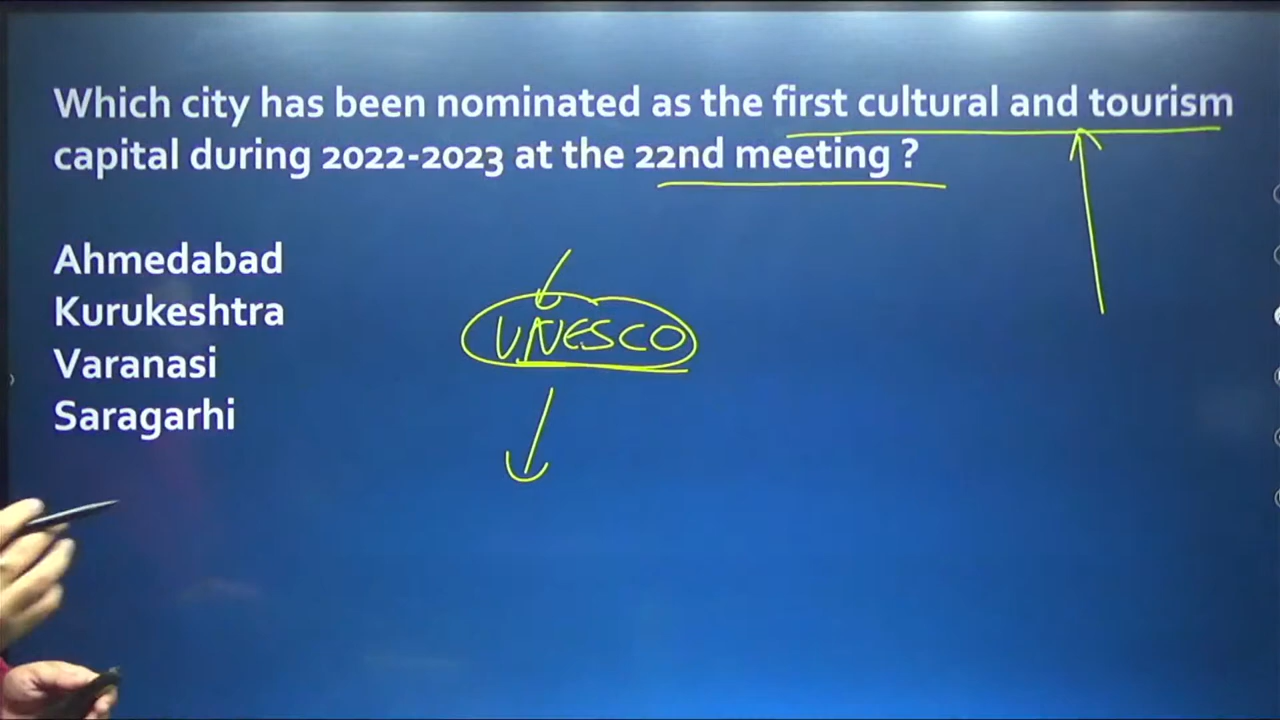 Which city has been nominated as the first cultural and tourism
capital during 2022-2023 at the 22nd meeting ?
Ahmedabad
Kurukeshtra
Varanasi
Saragarhi
UNESCO